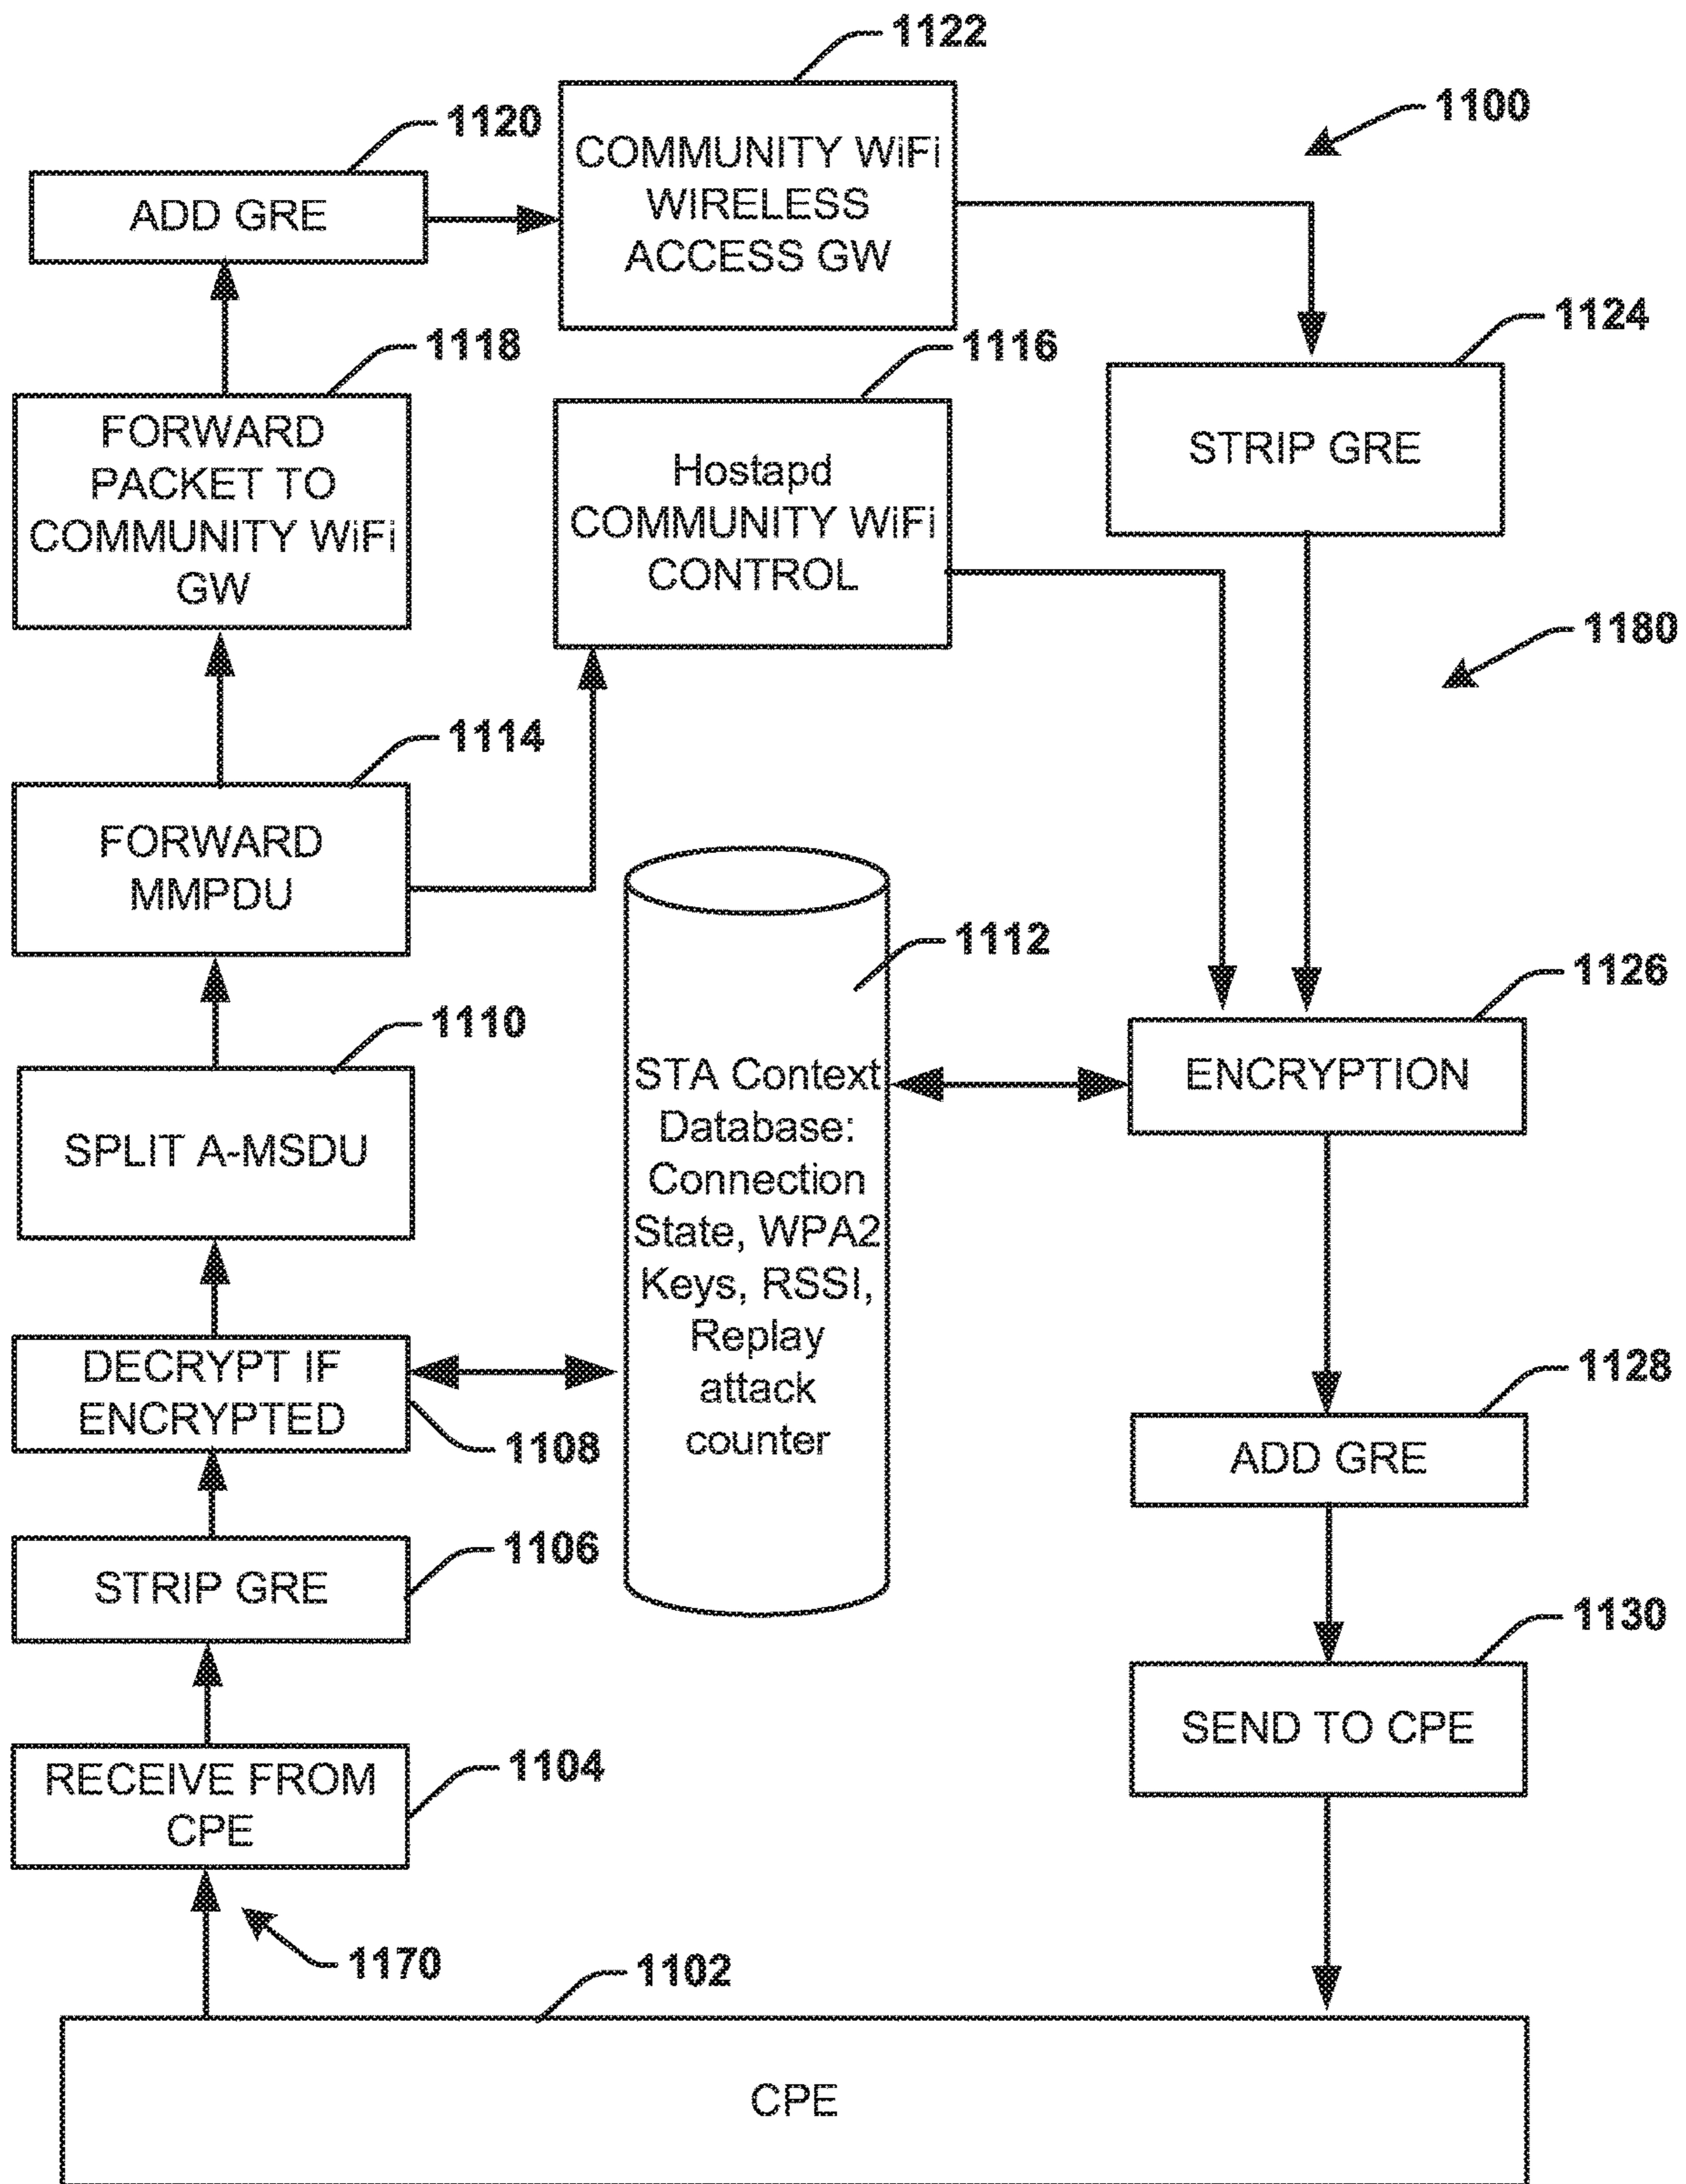 1122
1100
1120
COMMUNITY WiFi
WIRELESS
ACCESS GW
ADD GRE
1124
1118
1116
STRIP GRE
FORWARD
PACKET TO
COMMUNITY WiFi
GW
Hostapd
COMMUNITY WiFi
CONTROL
1180
1114
FORWARD
MMPDU
1112
1126
1110
ENCRYPTION
STA Context
Database:
Connection
State, WPA2
Keys, RSSI,
Replay
attack
counter
SPLIT A-MSDU
DECRYPT IF
ENCRYPTED
1108
1128
ADD GRE
1106
STRIP GRE
1130
SEND TO CPE
1104
RECEIVE FROM
CPE
1170
1102
CPE